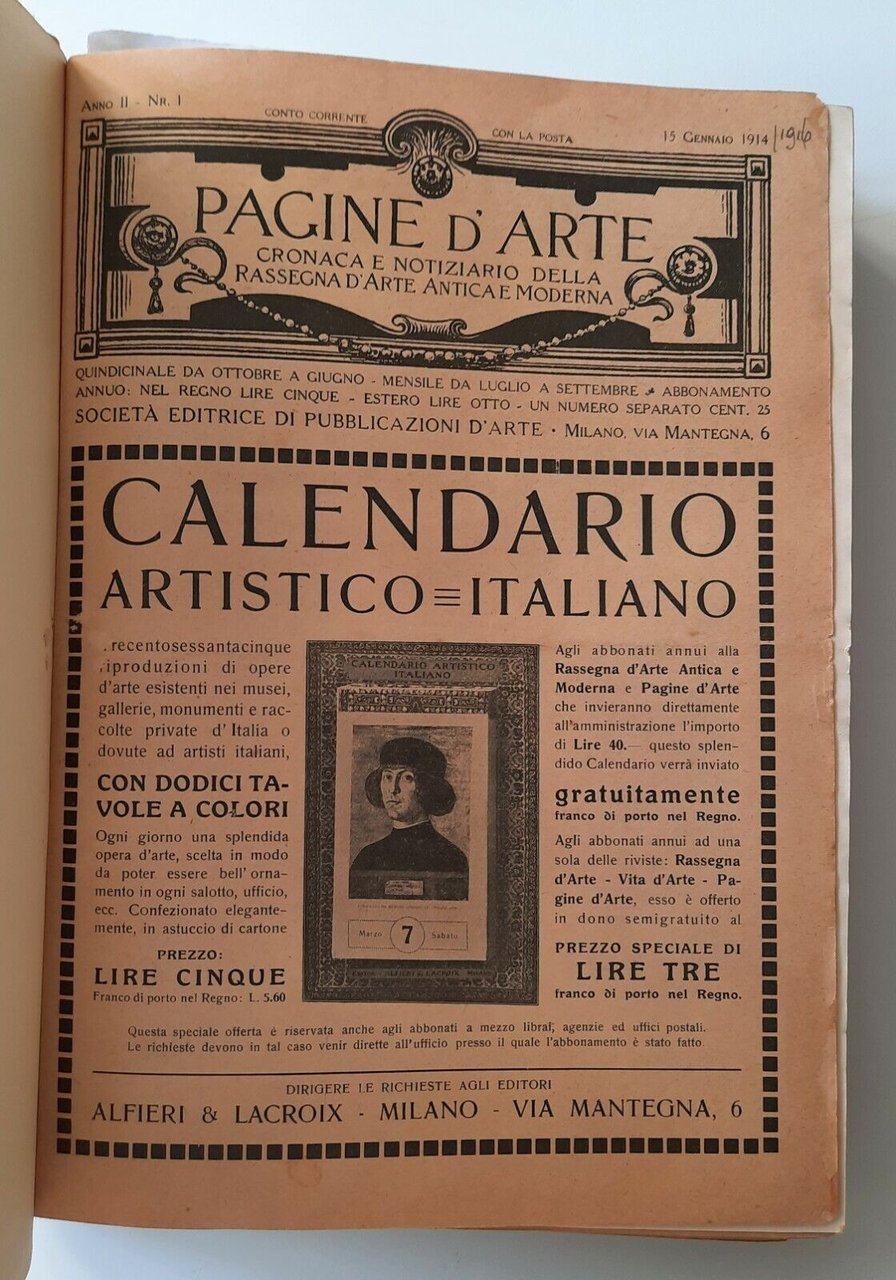 ANNO II - NR. 1
CONTO CORRENTE
CON LA POSTA
15 GENNAIO 1914
/1916
PAGINE D'ARTE
CRONACA E NOTIZIARIO DELLA
RASSEGNA D'ARTE ANTICA E MODERNA
QUINDICINALE DA OTTOBRE A GIUGNO - MENSILE DA LUGLIO A SETTEMBRE - ABBONAMENTO
ANNUO: NEL REGNO LIRE CINQUE - ESTERO LIRE OTTO - UN NUMERO SEPARATO CENT. 25
SOCIETÀ EDITRICE DI PUBBLICAZIONI D'ARTE · MILANO, VIA MANTEGNA, 6
CALENDARIO
ARTISTICO ≡ ITALIANO
.recentosessantacinque
.iproduzioni di opere
d'arte esistenti nei musei,
gallerie, monumenti e rac-
colte private d'Italia o
dovute ad artisti italiani,
CON DODICI TA-
VOLE A COLORI
Ogni giorno una splendida
opera d'arte, scelta in modo
da poter essere bell'orna-
mento in ogni salotto, ufficio,
ecc. Confezionato elegante-
mente, in astuccio di cartone
PREZZO:
LIRE CINQUE
Franco di porto nel Regno: L. 5.60
CALENDARIO ARTISTICO
ITALIANO
Marzo 7 Sabato
EDITORI ALFIERI & LACROIX MILANO
Agli abbonati annui alla
Rassegna d'Arte Antica e
Moderna e Pagine d'Arte
che invieranno direttamente
all'amministrazione l'importo
di Lire 40.— questo splen-
dido Calendario verrà inviato
gratuitamente
franco di porto nel Regno.
Agli abbonati annui ad una
sola delle riviste: Rassegna
d'Arte - Vita d'Arte - Pa-
gine d'Arte, esso è offerto
in dono semigratuito al
PREZZO SPECIALE DI
LIRE TRE
franco di porto nel Regno.
Questa speciale offerta é riservata anche agli abbonati a mezzo librai, agenzie ed uffici postali.
Le richieste devono in tal caso venir dirette all'ufficio presso il quale l'abbonamento è stato fatto.
DIRIGERE LE RICHIESTE AGLI EDITORI
ALFIERI & LACROIX - MILANO - VIA MANTEGNA, 6